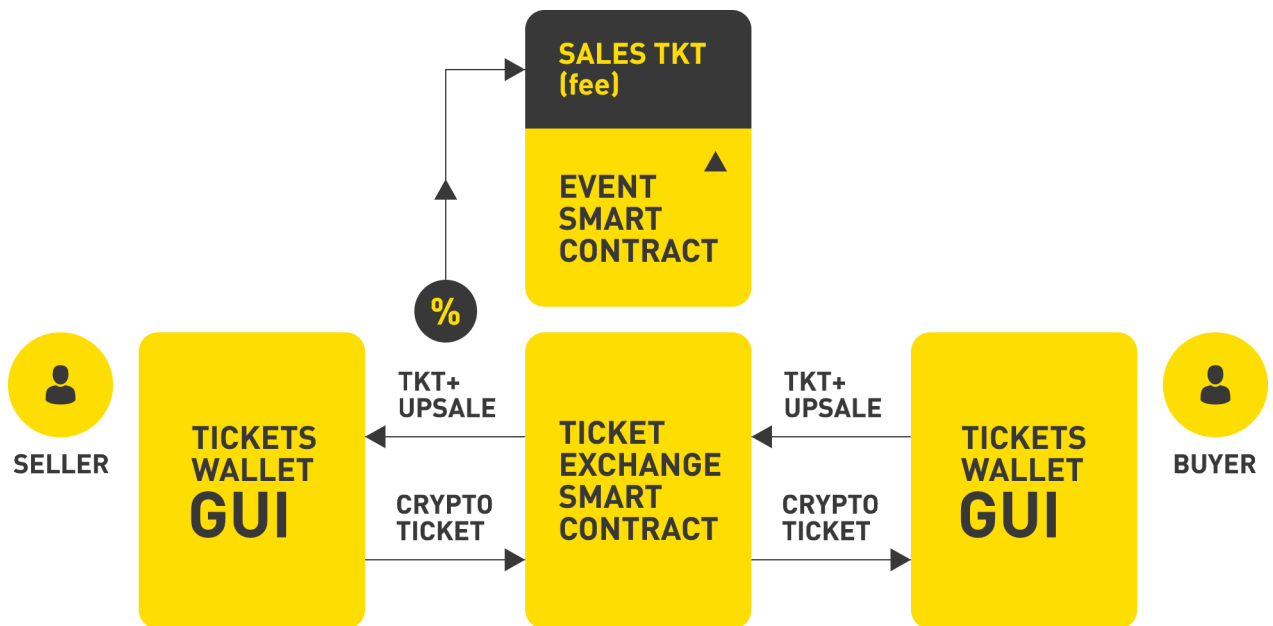 SALES TKT
(fee)
EVENT
SMART
CONTRACT
%
SELLER
TICKETS
WALLET
GUI
TKT+
UPSALE
CRYPTO
TICKET
TICKET
EXCHANGE
SMART
CONTRACT
TKT+
UPSALE
CRYPTO
TICKET
TICKETS
WALLET
GUI
BUYER